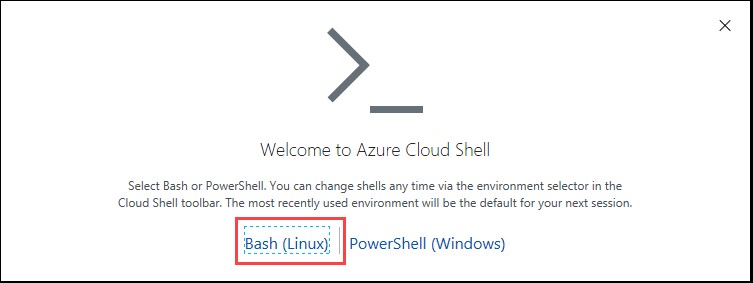 Welcome to Azure Cloud Shell
Select Bash or PowerShell. You can change shells any time via the environment selector in the
Cloud Shell toolbar. The most recently used environment will be the default for your next session.
Bash (Linux) PowerShell (Windows)